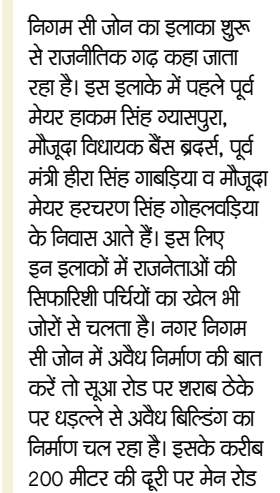 निगम सी जोन का इलाका शुरू
से राजनीतिक गढ़ कहा जाता
रहा है। इस इलाके में पहले पूर्व
मेयर हाकम सिंह ग्यासपुरा,
मौजूदा विधायक बैंस ब्रदर्स, पूर्व
मंत्री हीरा सिंह गाबड़िया व मौजूदा
मेयर हरचरण सिंह गोहलवड़िया
के निवास आते हैं। इस लिए
इन इलाकों में राजनेताओं की
सिफारिशी पर्चियों का खेल भी
जोरों से चलता है। नगर निगम
सी जोन में अवैध निर्माण की बात
करें तो सूआ रोड पर शराब ठेके
पर धड़ल्ले से अवैध बिल्डिंग का
निर्माण चल रहा है। इसके करीब
200 मीटर की दूरी पर मेन रोड